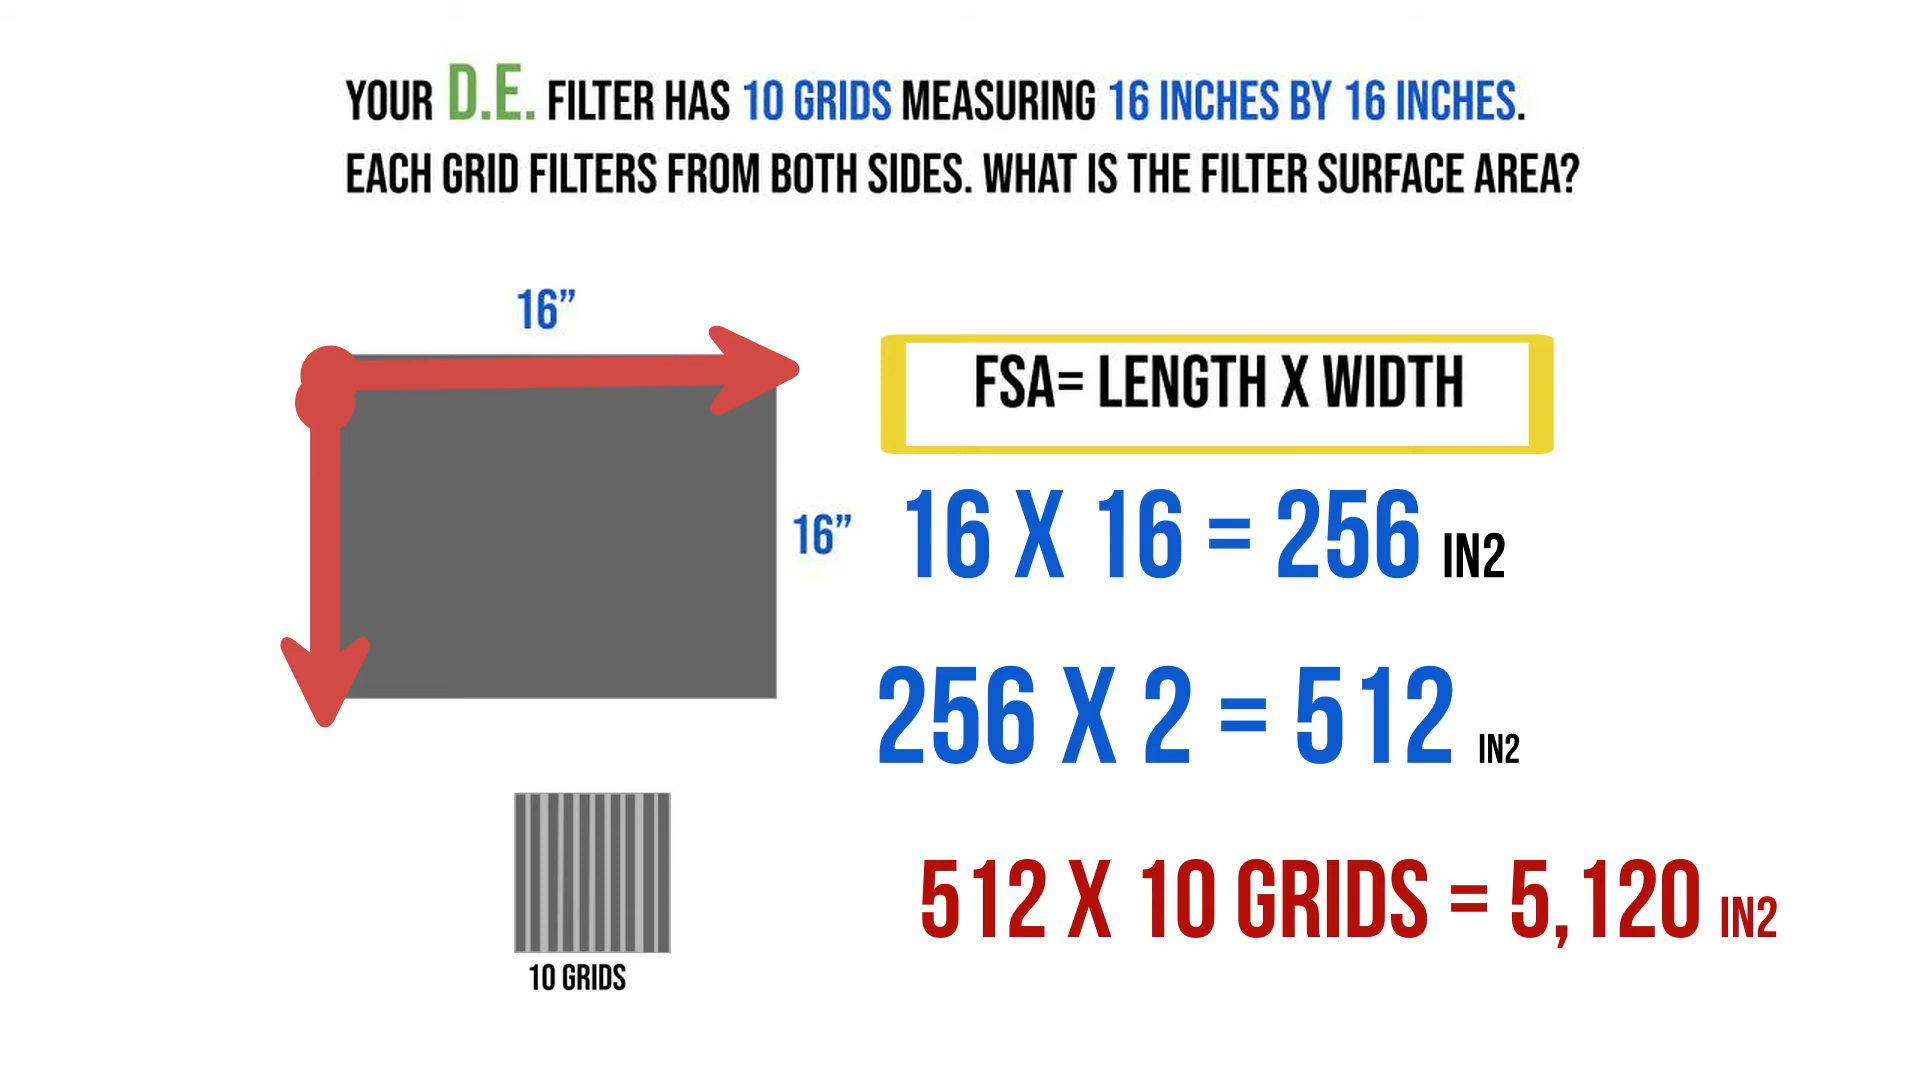 YOUR D.E. FILTER HAS 10 GRIDS MEASURING 16 INCHES BY 16 INCHES.
EACH GRID FILTERS FROM BOTH SIDES. WHAT IS THE FILTER SURFACE AREA?
16”
16”
FSA= LENGTH X WIDTH
16 X 16 = 256 IN2
256 X 2 = 512 IN2
512 X 10 GRIDS = 5,120 IN2
10 GRIDS